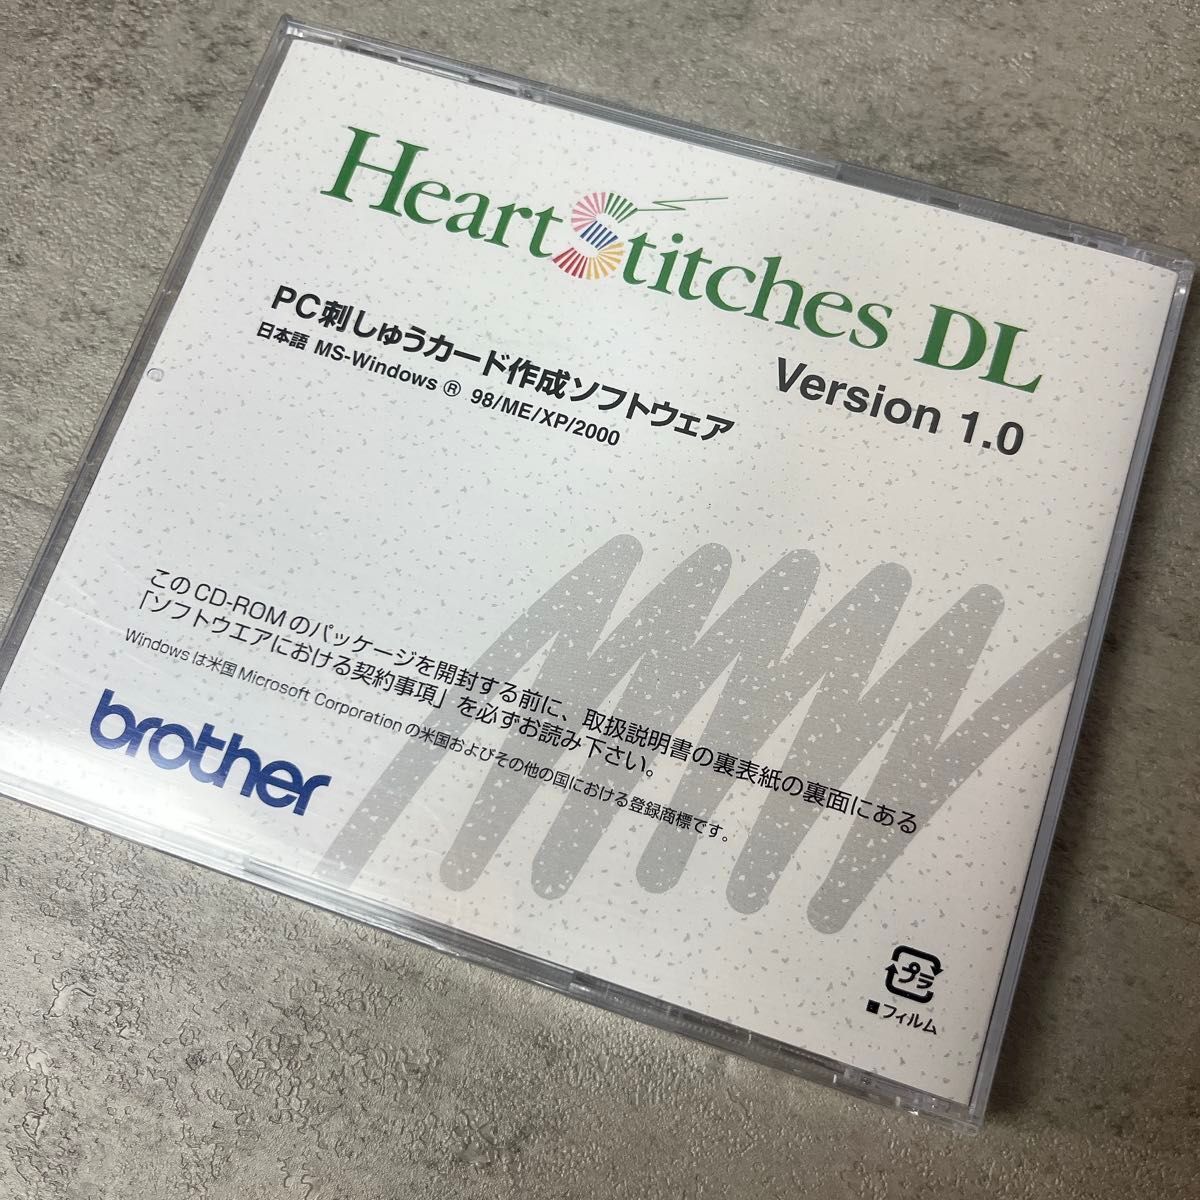 HeartStitches DL
Version 1.0
PC刺しゅうカード作成ソフトウェア
日本語 MS-Windows® 98/ME/XP/2000
このCD-ROMのパッケージを開封する前に、取扱説明書の裏表紙の裏面にある
「ソフトウエアにおける契約事項」を必ずお読み下さい。
Windowsは米国Microsoft Corporationの米国およびその他の国における登録商標です。
brother
プラ
■フィルム